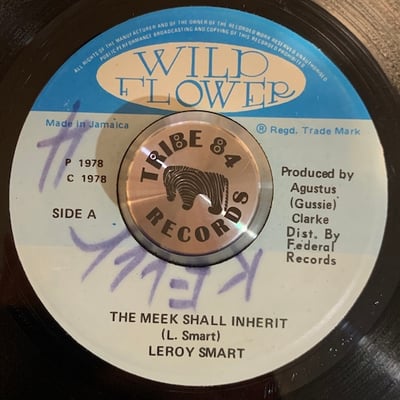 ALL RIGHTS OF THE MANUFACTURER AND OF THE OWNER OF THE RECORDED WORK RESERVED UNAUTHORISED
PUBLIC PERFORMANCE BROADCASTING AND COPYING OF THIS RECORD PROHIBITED
WILD
FLOWER
Made in Jamaica
® Regd. Trade Mark
P 1978
C 1978
SIDE A
TRIBE 84
RECORDS
Produced by
Agustus
(Gussie)
Clarke
Dist. By
Federal
Records
THE MEEK SHALL INHERIT
(L. Smart)
LEROY SMART